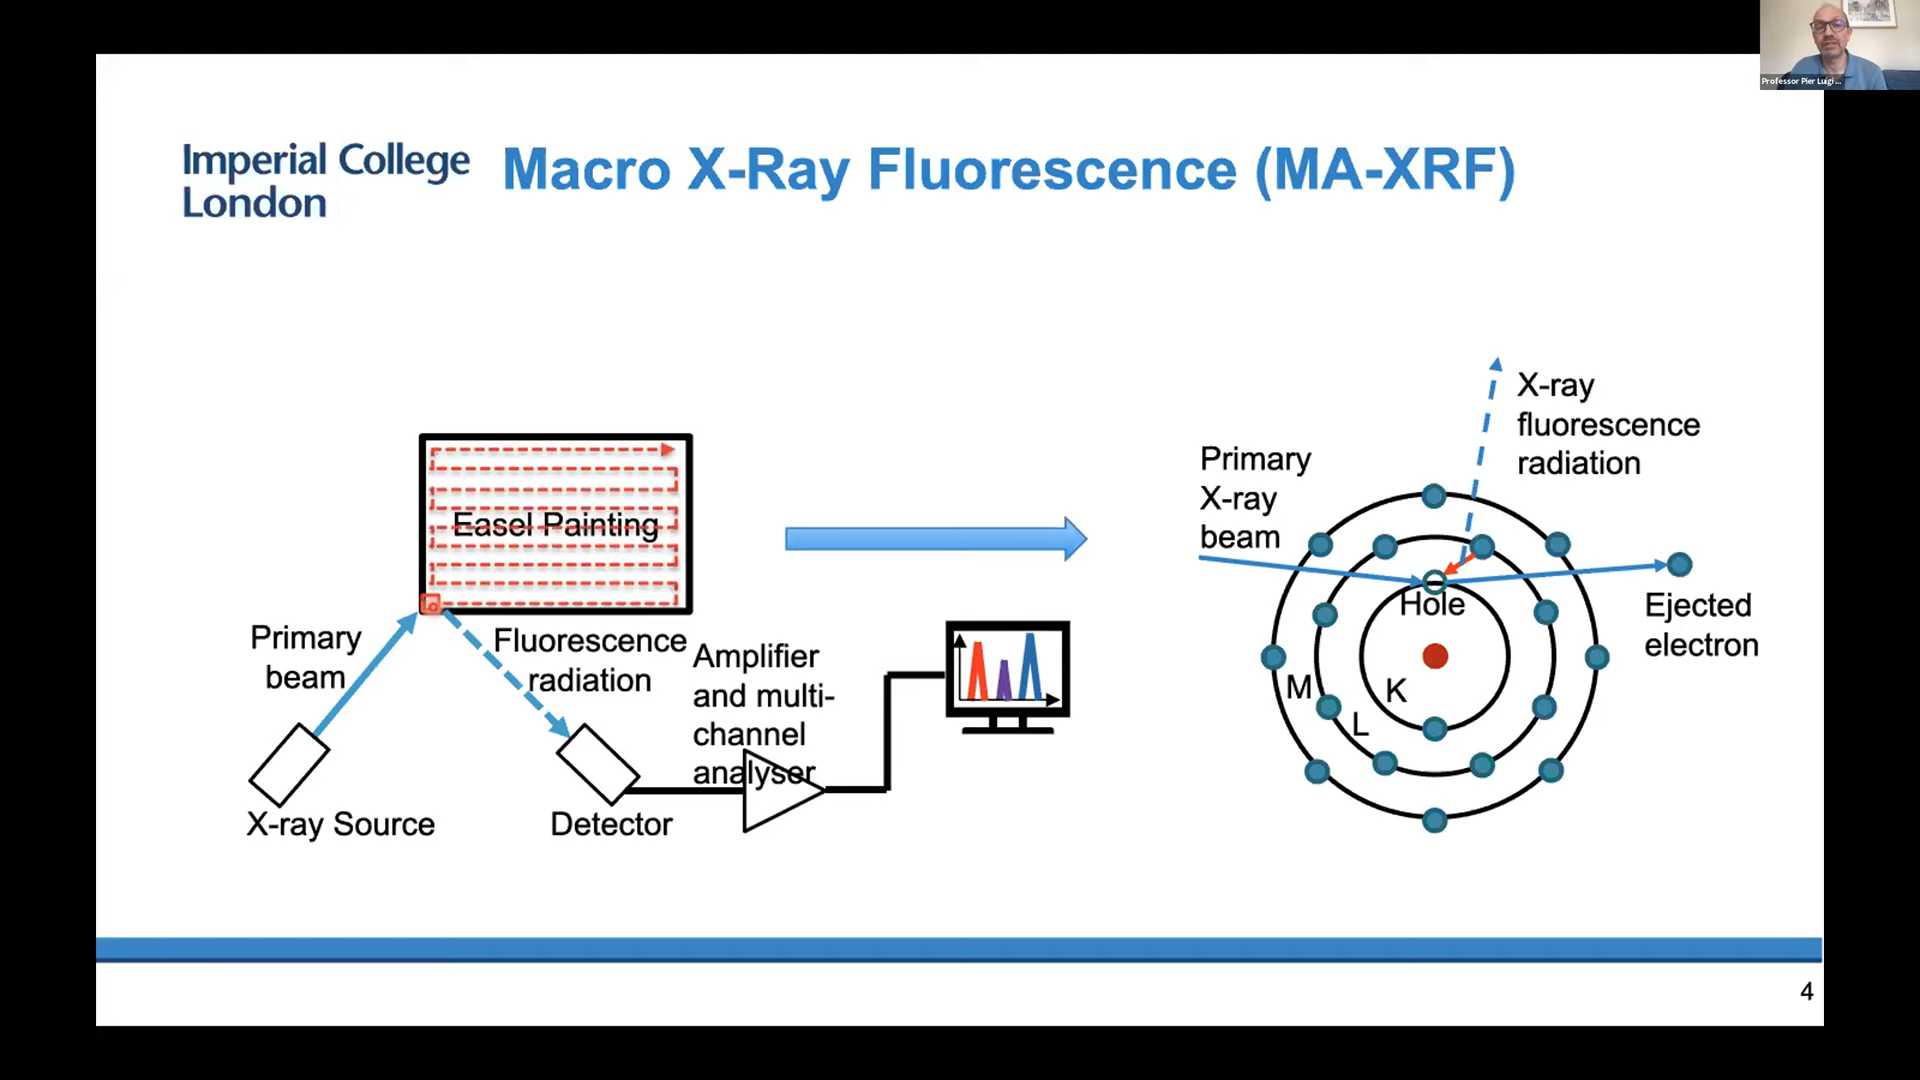 Professor Pier Luigi ...
Imperial College
London
Macro X-Ray Fluorescence (MA-XRF)
Easel Painting
Primary
beam
Fluorescence
radiation
Amplifier
and multi-
channel
analyser
X-ray Source
Detector
Primary
X-ray
beam
X-ray
fluorescence
radiation
Hole
Ejected
electron
M
K
L
4